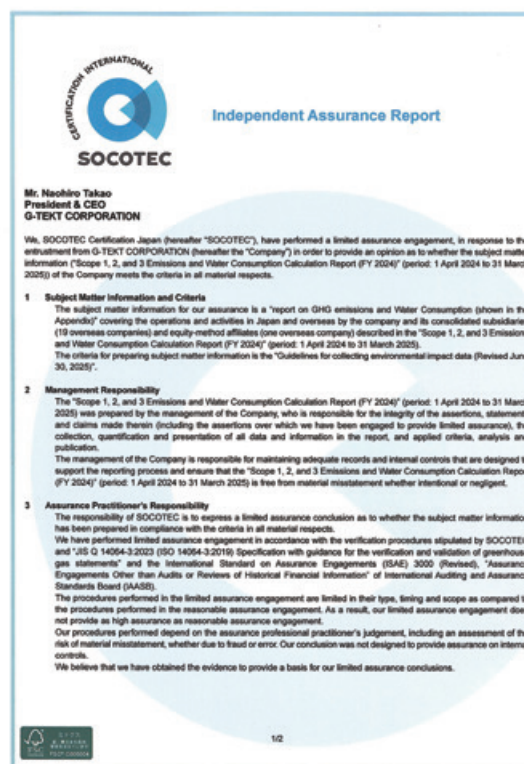 CERTIFICATION INTERNATIONAL
SOCOTEC
Independent Assurance Report
Mr. Naohiro Takao
President & CEO
G-TEKT CORPORATION
We, SOCOTEC Certification Japan (hereafter "SOCOTEC"), have performed a limited assurance engagement, in response to the
entrustment from G-TEKT CORPORATION (hereafter the "Company") in order to provide an opinion as to whether the subject matte
information ("Scope 1, 2, and 3 Emissions and Water Consumption Calculation Report (FY 2024)" (period: 1 April 2024 to 31 Marc
2025)) of the Company meets the criteria in all material respects.
1 Subject Matter Information and Criteria
The subject matter information for our assurance is a "report on GHG emissions and Water Consumption (shown in the
Appendix)" covering the operations and activities in Japan and overseas by the company and its consolidated subsidiarie
(19 overseas companies) and equity-method affiliates (one overseas company) described in the "Scope 1, 2, and 3 Emission
and Water Consumption Calculation Report (FY 2024)" (period: 1 April 2024 to 31 March 2025).
The criteria for preparing subject matter information is the "Guidelines for collecting environmental impact data (Revised Jun
30, 2025)".
2 Management Responsibility
The "Scope 1, 2, and 3 Emissions and Water Consumption Calculation Report (FY 2024)" (period: 1 April 2024 to 31 Marc
2025) was prepared by the management of the Company, who is responsible for the integrity of the assertions, statement
and claims made therein (including the assertions over which we have been engaged to provide limited assurance), th
collection, quantification and presentation of all data and information in the report, and applied criteria, analysis an
publication.
The management of the Company is responsible for maintaining adequate records and internal controls that are designed t
support the reporting process and ensure that the "Scope 1, 2, and 3 Emissions and Water Consumption Calculation Repo
(FY 2024)" (period: 1 April 2024 to 31 March 2025) is free from material misstatement whether intentional or negligent.
3 Assurance Practitioner's Responsibility
The responsibility of SOCOTEC is to express a limited assurance conclusion as to whether the subject matter informatio
has been prepared in compliance with the criteria in all material respects.
We have performed limited assurance engagement in accordance with the verification procedures stipulated by SOCOTE
and "JIS Q 14064-3:2023 (ISO 14064-3:2019) Specification with guidance for the verification and validation of greenhous
gas statements" and the International Standard on Assurance Engagements (ISAE) 3000 (Revised), "Assuranc
Engagements Other than Audits or Reviews of Historical Financial Information" of International Auditing and Assuranc
Standards Board (IAASB).
The procedures performed in the limited assurance engagement are limited in their type, timing and scope as compared t
the procedures performed in the reasonable assurance engagement. As a result, our limited assurance engagement doe
not provide as high assurance as reasonable assurance engagement.
Our procedures performed depend on the assurance professional practitioner's judgement, including an assessment of th
risk of material misstatement, whether due to fraud or error. Our conclusion was not designed to provide assurance on intern
controls.
We believe that we have obtained the evidence to provide a basis for our limited assurance conclusions.
FSC
1/2